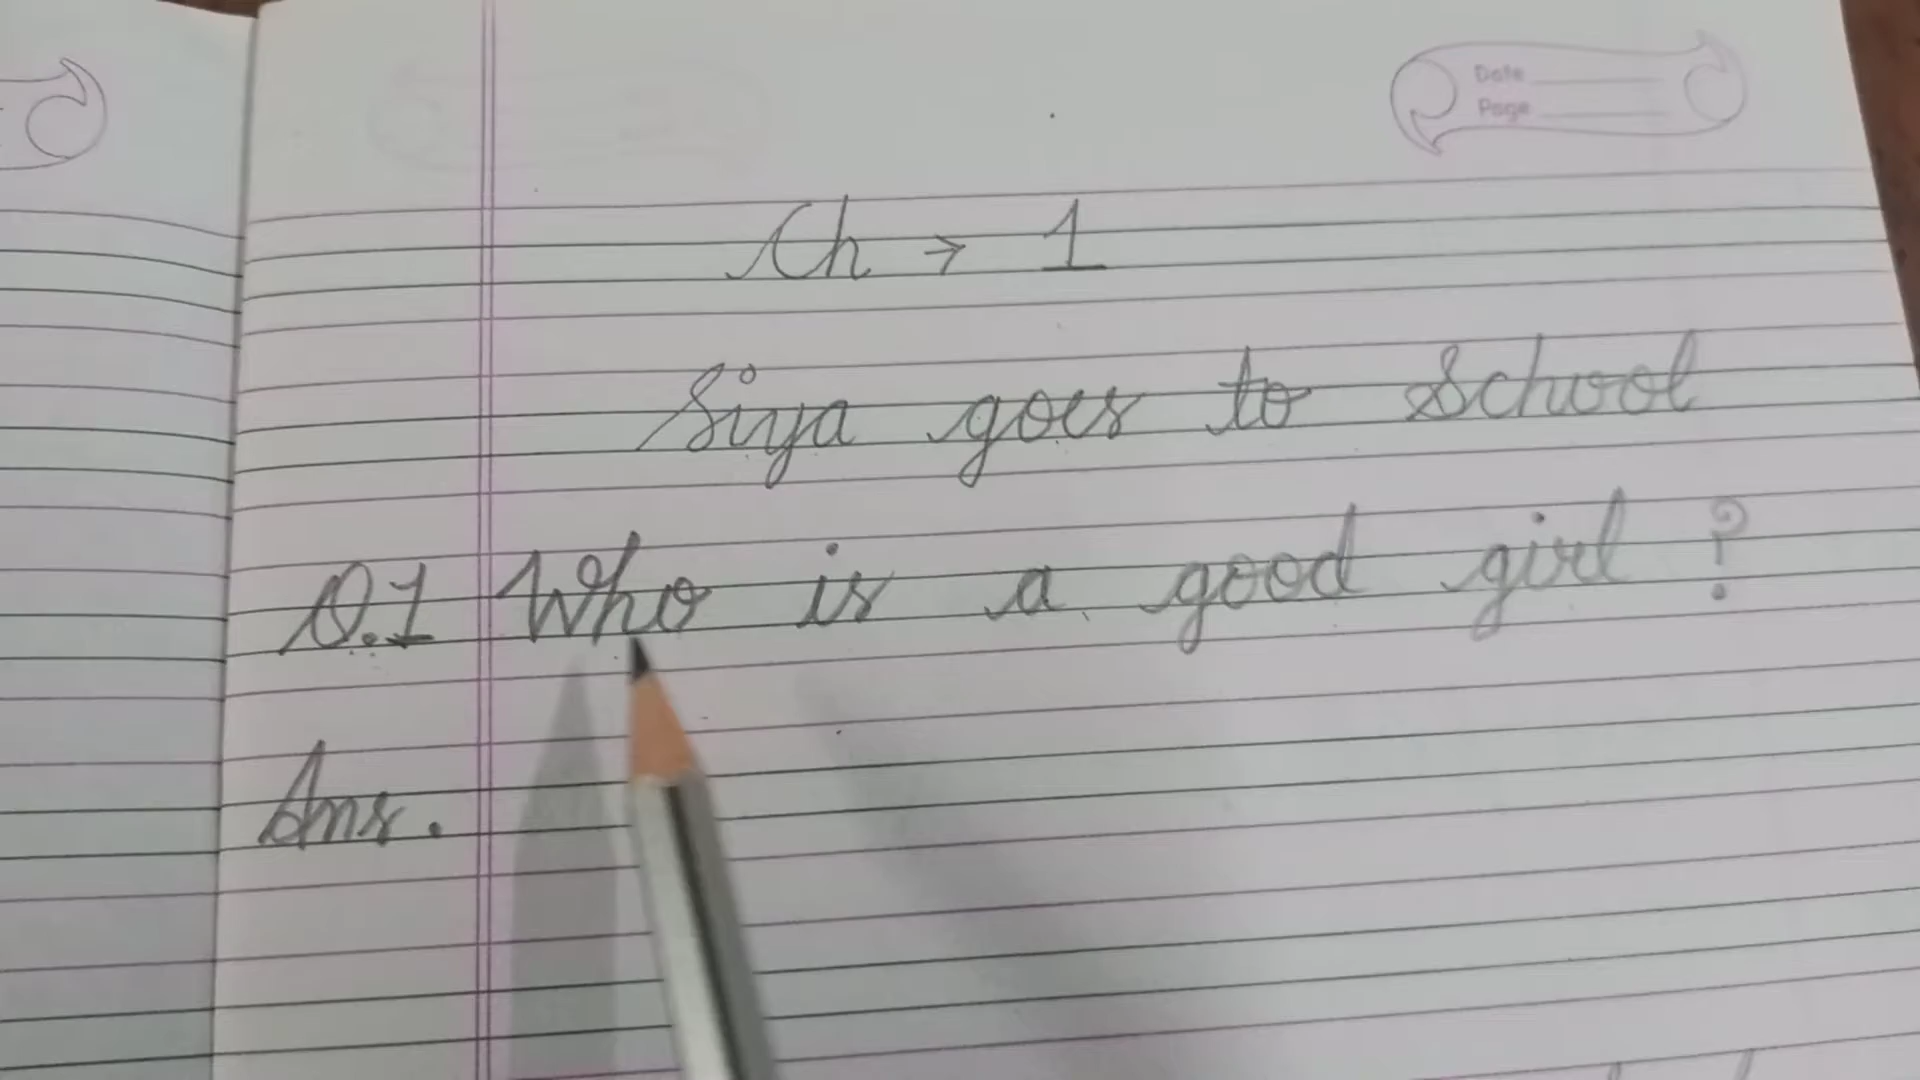 Date
Page
Ch > 1
Siya goes to School
Q.1 Who is a good girl ?
Ans.